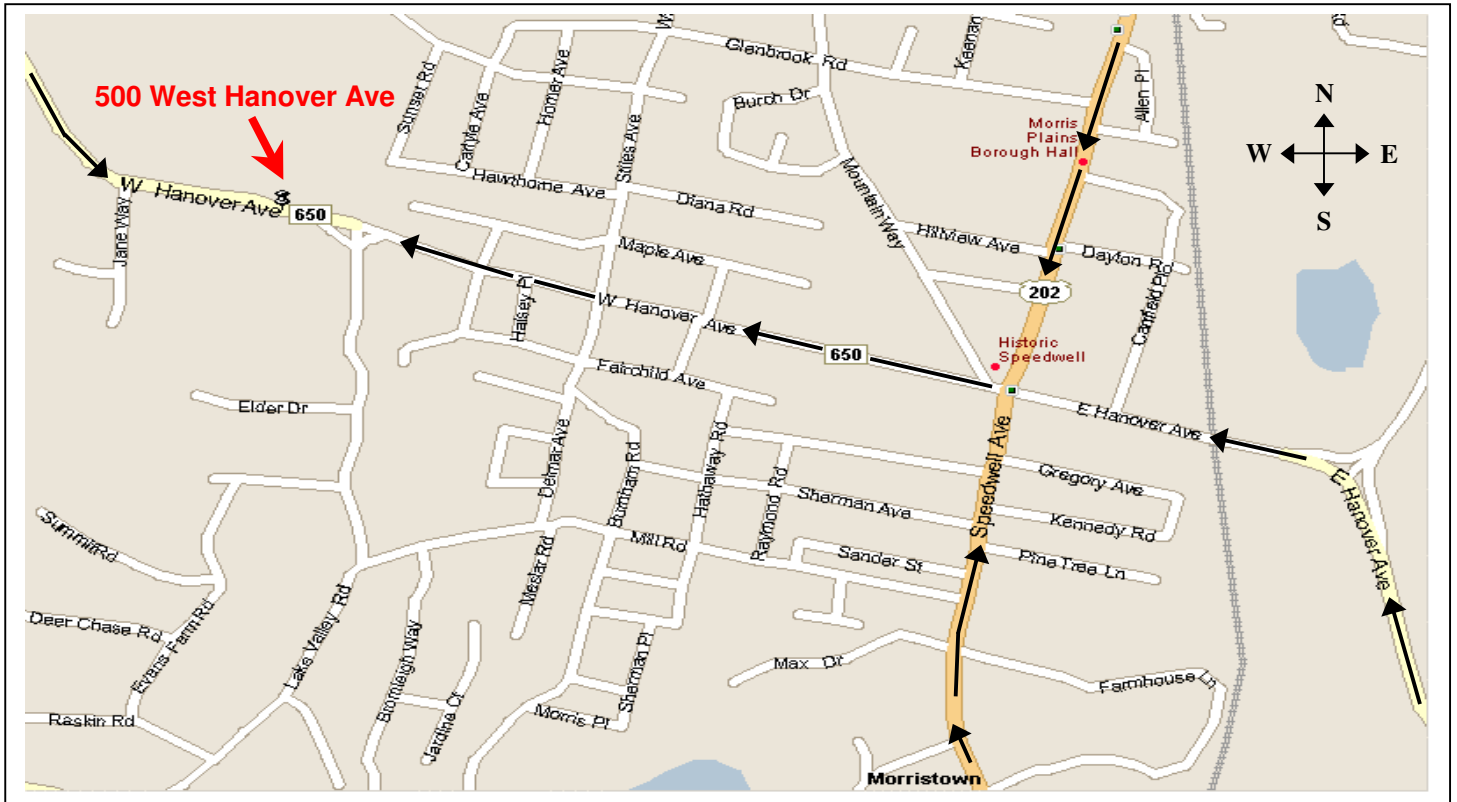 Glenbrook Rd
Keenan
Allen Pl
Sunset Rd
Carlyle Ave
Homer Ave
Stiles Ave
Burch Dr
500 West Hanover Ave
Morris
Plains
Borough Hall
N
W
E
S
W Hanover Ave
650
Jane Way
Hawthorne Ave
Diana Rd
Mountain Way
Hillview Ave
Dayton Rd
Maple Ave
202
Canfield Pl
Halsey Pl
W Hanover Ave
650
Historic
Speedwell
Fairchild Ave
E Hanover Ave
Elder Dr
Delmar Ave
Burnham Rd
Hathaway Rd
Raymond Rd
Speedwell Ave
Gregory Ave
Sherman Ave
Kennedy Rd
E Hanover Ave
Summit Rd
Mill Rd
Sander St
Pine Tree Ln
Meslar Rd
Deer Chase Rd
Evans Farm Rd
Lake Valley Rd
Bromleigh Way
Sherman Pl
Max Dr
Farmhouse Ln
Raskin Rd
Jardine Ct
Morris Pl
Morristown